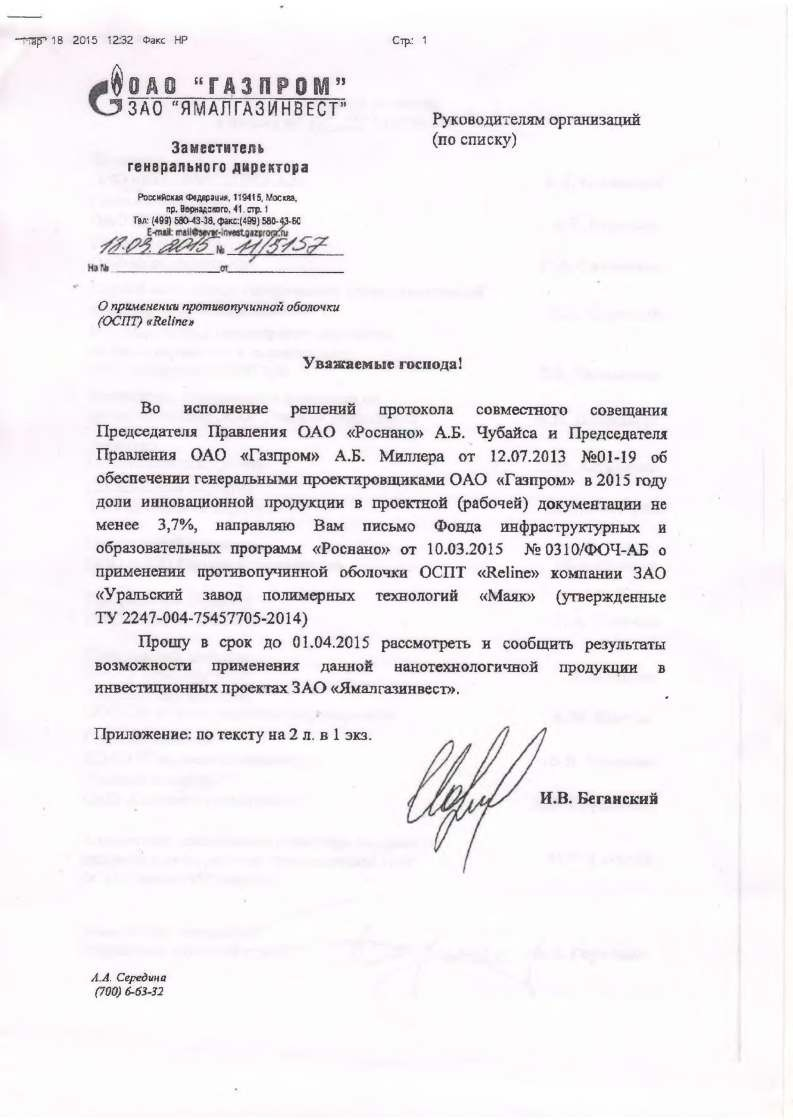 Мар 18 2015 12:32 Факс HP Стр.: 1
ОАО "ГАЗПРОМ"
ЗАО "ЯМАЛГАЗИНВЕСТ"
Заместитель
генерального директора
Российская Федерация, 119415, Москва,
пр. Вернадского, 41, стр. 1
Тел: (499) 580-43-38, факс:(499) 580-43-60
E-mail: mail@sever-invest.gazprom.ru
18.03.2015 № 11/5157
На № от
Руководителям организаций
(по списку)
О применении противопучинной оболочки
(ОСПТ) «Reline»
Уважаемые господа!
Во исполнение решений протокола совместного совещания
Председателя Правления ОАО «Роснано» А.Б. Чубайса и Председателя
Правления ОАО «Газпром» А.Б. Миллера от 12.07.2013 №01-19 об
обеспечении генеральными проектировщиками ОАО «Газпром» в 2015 году
доли инновационной продукции в проектной (рабочей) документации не
менее 3,7%, направляю Вам письмо Фонда инфраструктурных и
образовательных программ «Роснано» от 10.03.2015 № 0310/ФОЧ-АБ о
применении противопучинной оболочки ОСПТ «Reline» компании ЗАО
«Уральский завод полимерных технологий «Маяк» (утвержденные
ТУ 2247-004-75457705-2014)
Прошу в срок до 01.04.2015 рассмотреть и сообщить результаты
возможности применения данной нанотехнологичной продукции в
инвестиционных проектах ЗАО «Ямалгазинвест».
Приложение: по тексту на 2 л. в 1 экз.
И.В. Беганский
А.А. Середина
(700) 6-63-32